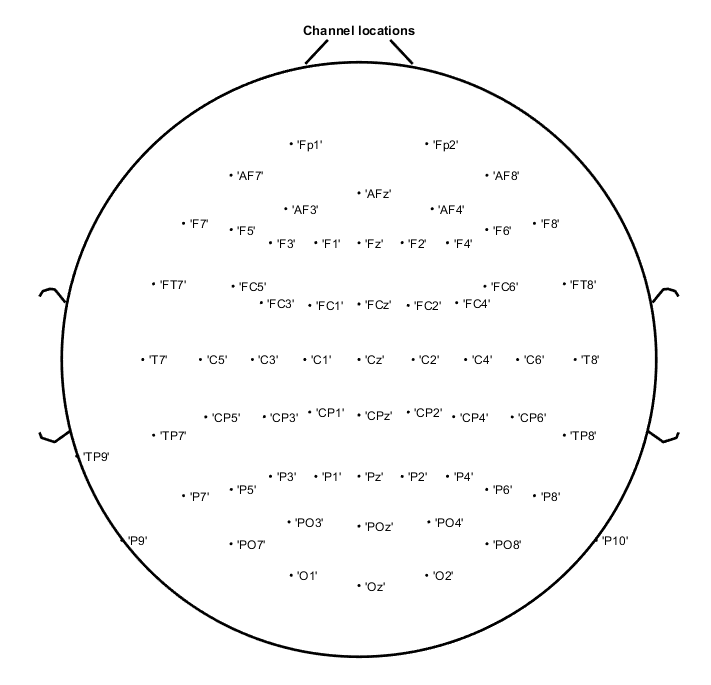 Channel locations
'Fp1' 'Fp2'
'AF7' 'AF8'
'AFz'
'AF3' 'AF4'
'F7' 'F8'
'F5' 'F6'
'F3' 'F1' 'Fz' 'F2' 'F4'
'FT7' 'FC5' 'FC6' 'FT8'
'FC3' 'FC1' 'FCz' 'FC2' 'FC4'
'T7' 'C5' 'C3' 'C1' 'Cz' 'C2' 'C4' 'C6' 'T8'
'CP5' 'CP3' 'CP1' 'CPz' 'CP2' 'CP4' 'CP6'
'TP7' 'TP8'
'TP9'
'P3' 'P1' 'Pz' 'P2' 'P4'
'P7' 'P5' 'P6' 'P8'
'PO3' 'POz' 'PO4'
'P9' 'PO7' 'PO8' 'P10'
'O1' 'O2'
'Oz'